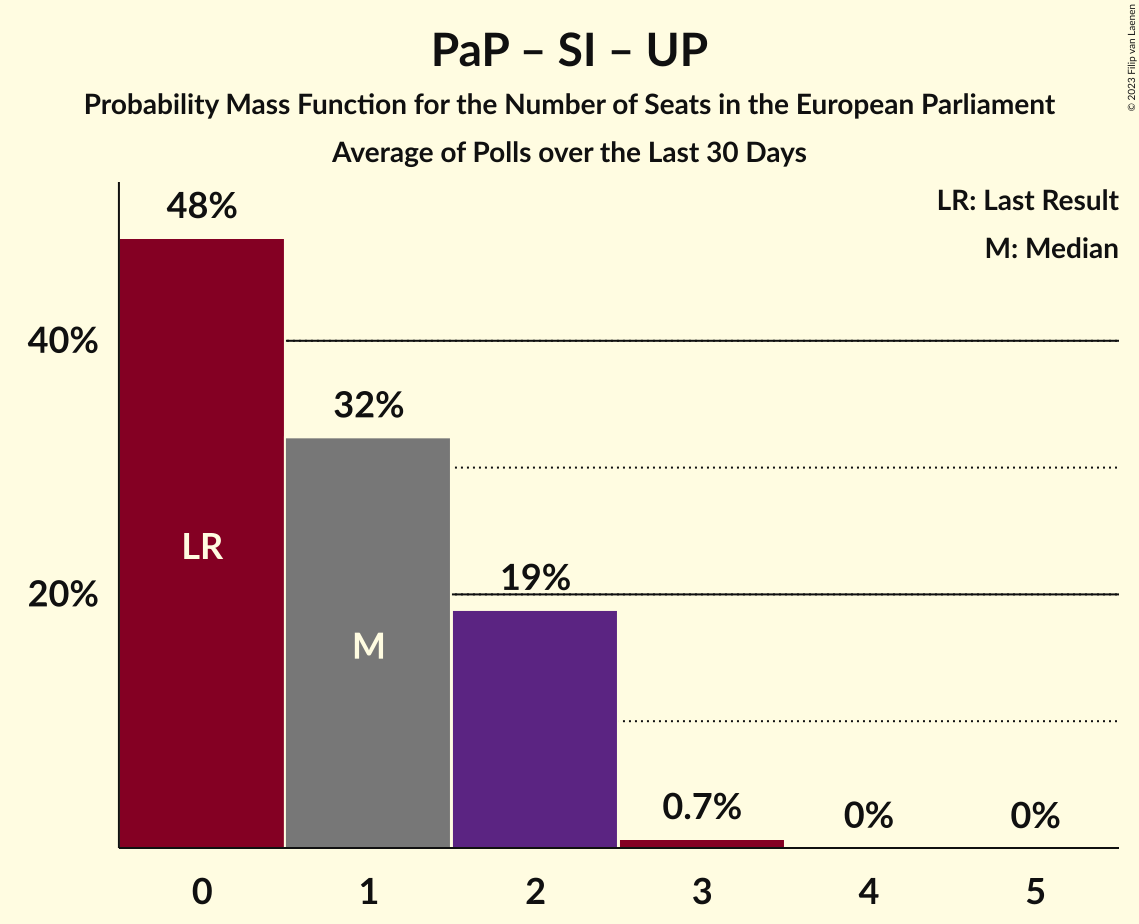 PaP – SI – UP
Probability Mass Function for the Number of Seats in the European Parliament
Average of Polls over the Last 30 Days
© 2023 Filip van Laenen
LR: Last Result
M: Median
48%
40%
32%
LR
20%
19%
M
0.7%
0%
0%
0 1 2 3 4 5